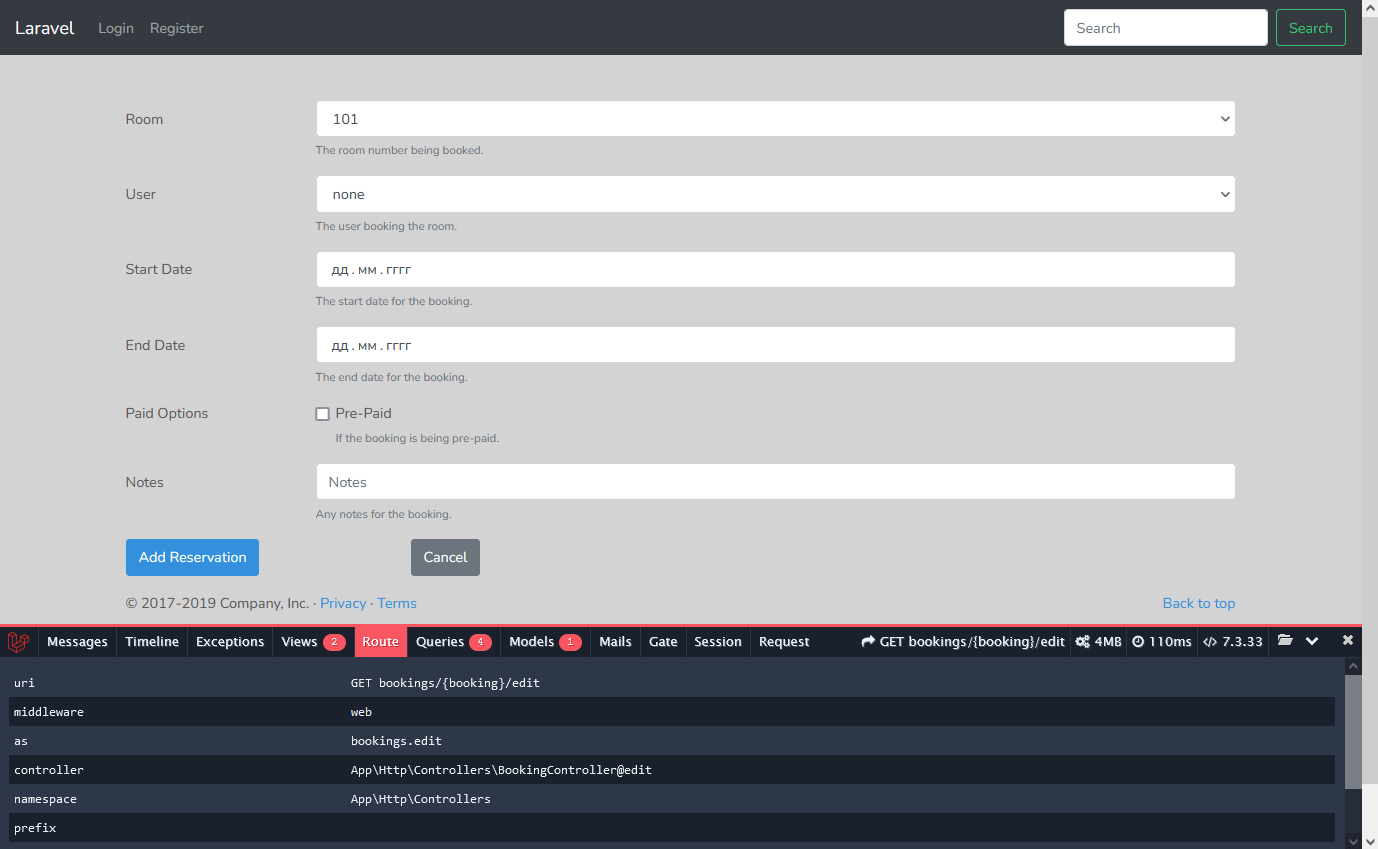 Laravel Login Register Search Search
Room 101
The room number being booked.
User none
The user booking the room.
Start Date дд.мм.гггг
The start date for the booking.
End Date дд.мм.гггг
The end date for the booking.
Paid Options Pre-Paid
If the booking is being pre-paid.
Notes Notes
Any notes for the booking.
Add Reservation Cancel
© 2017-2019 Company, Inc. · Privacy · Terms Back to top
Messages Timeline Exceptions Views 2 Route Queries 4 Models 1 Mails Gate Session Request GET bookings/{booking}/edit 4MB 110ms 7.3.33
uri GET bookings/{booking}/edit
middleware web
as bookings.edit
controller App\Http\Controllers\BookingController@edit
namespace App\Http\Controllers
prefix